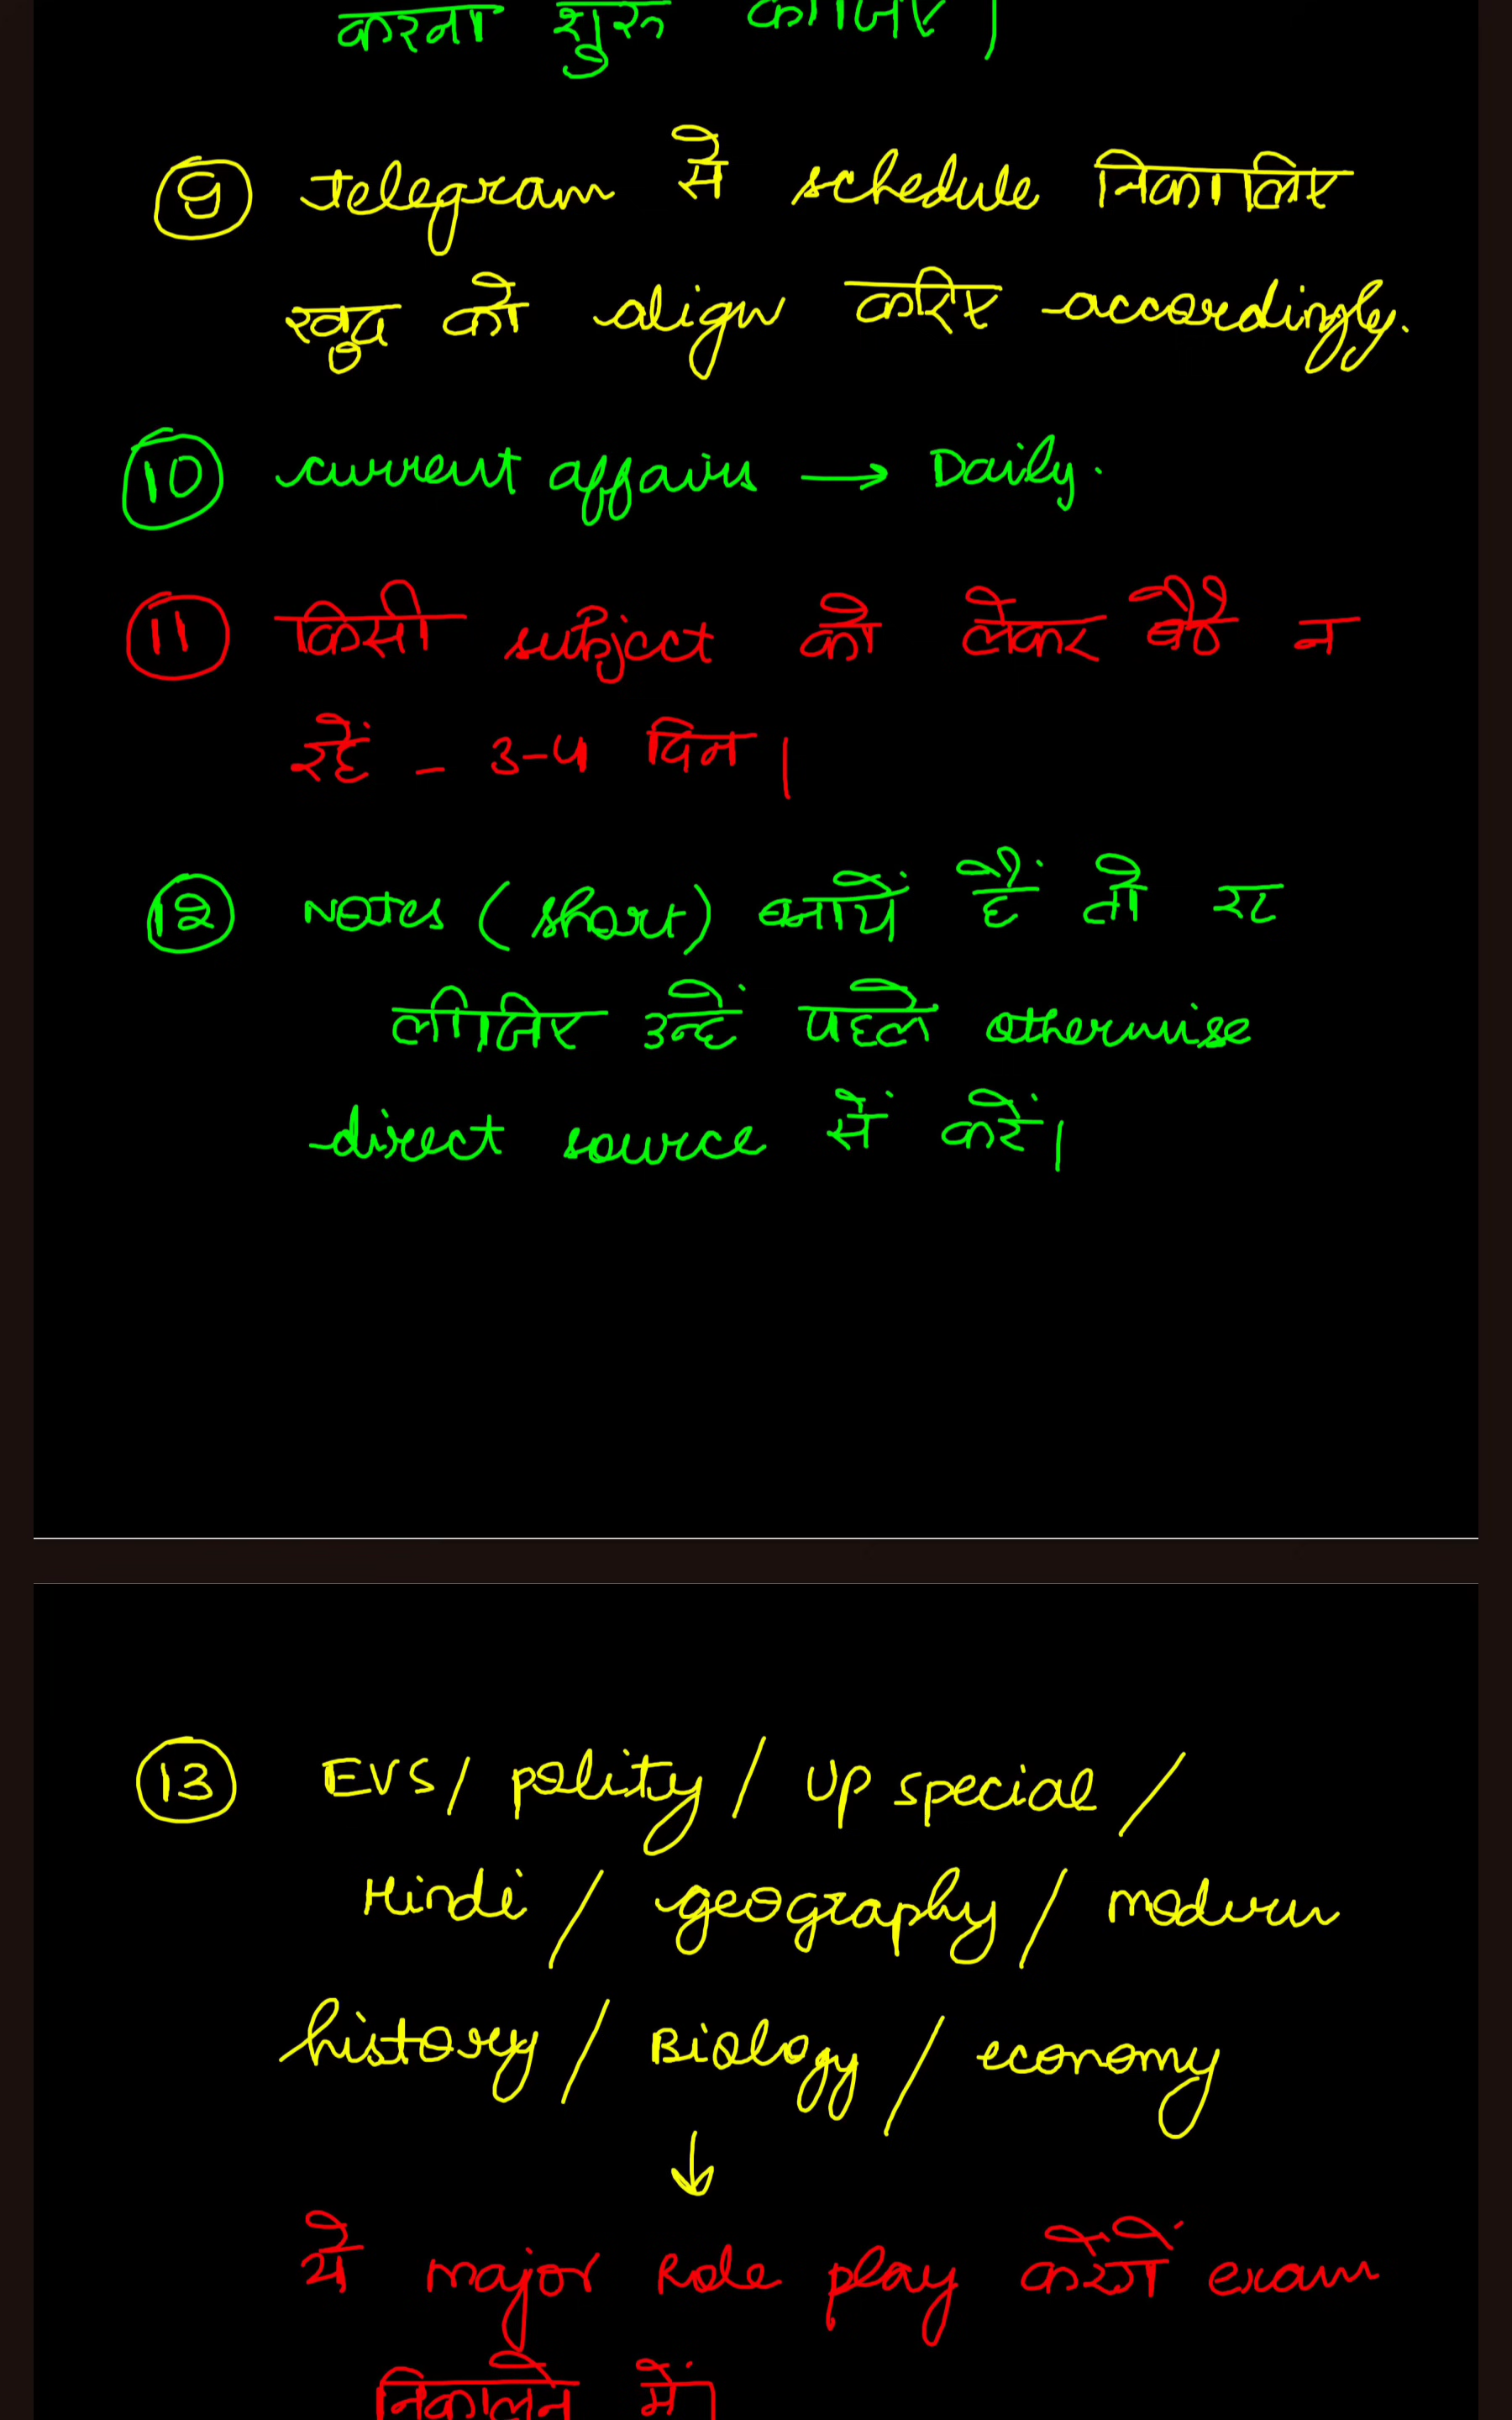 करना शुरु कीजिए।
9 Telegram से schedule निकालिए
खुद को align करिए accordingly.
10 current affairs → Daily.
11 किसी subject को लेकर बैठे न
रहें - 3-4 दिन।
12 NOTES (short) बनायें हैं तो रट
लीजिए उन्हें पहले otherwise
direct source सें करें।
13 EVS / polity / UP special /
Hindi / geography / modern
history / Biology / economy
↓
ये major Role play करेगें exam
निकालने में।